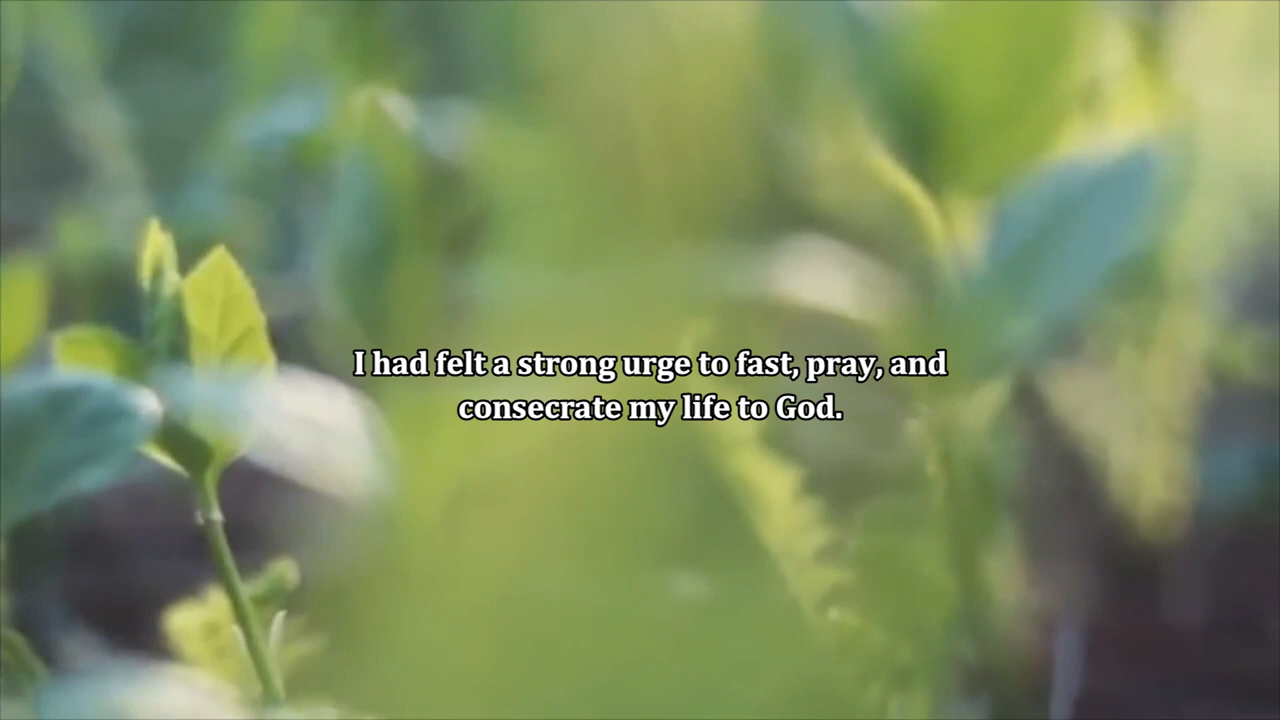 I had felt a strong urge to fast, pray, and
consecrate my life to God.